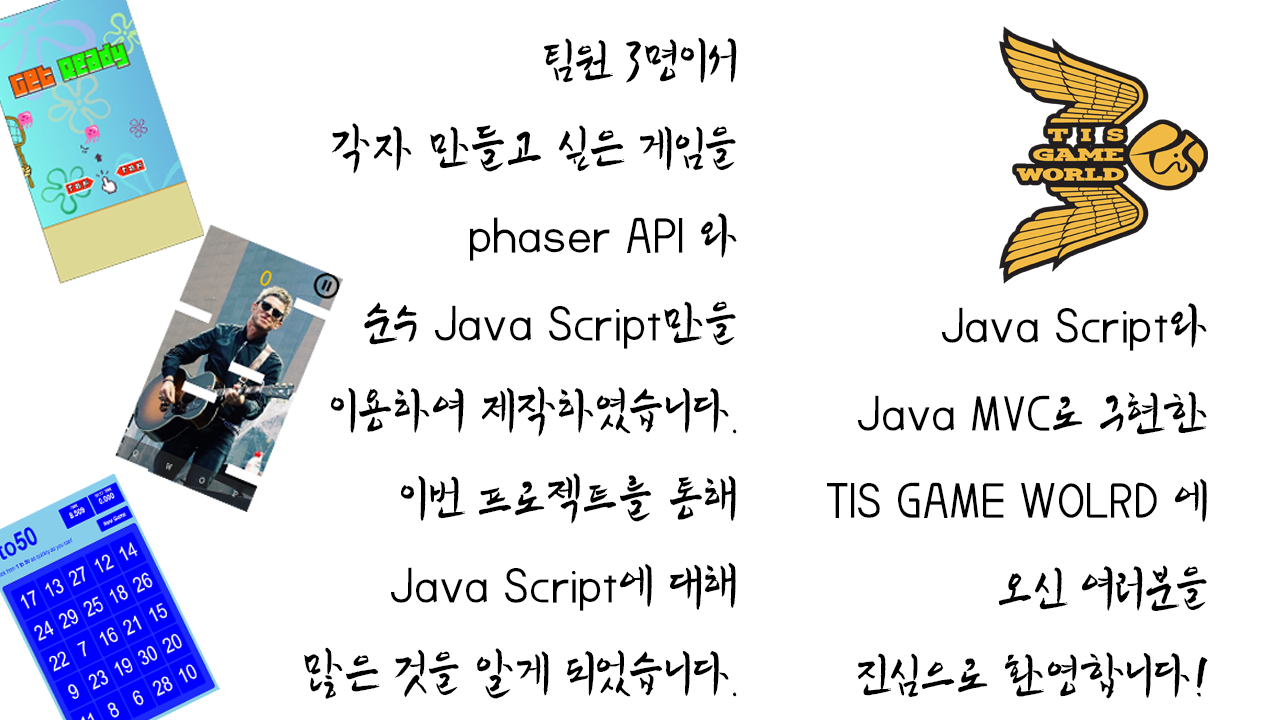 Get Ready
TAP
TAP
0
Q W O P
to50
9.509
0.000
New Game
17 13 27 12 14
24 29 25 18 26
22 7 16 21 15
9 23 19 30 20
11 8 6 28 10
팀원 3명이서
각자 만들고 싶은 게임을
phaser API 와
순수 Java Script만을
이용하여 제작하였습니다.
이번 프로젝트를 통해
Java Script에 대해
많은 것을 알게 되었습니다.
TIS
GAME
WORLD
TiS
Java Script와
Java MVC로 구현한
TIS GAME WOLRD 에
오신 여러분을
진심으로 환영합니다!